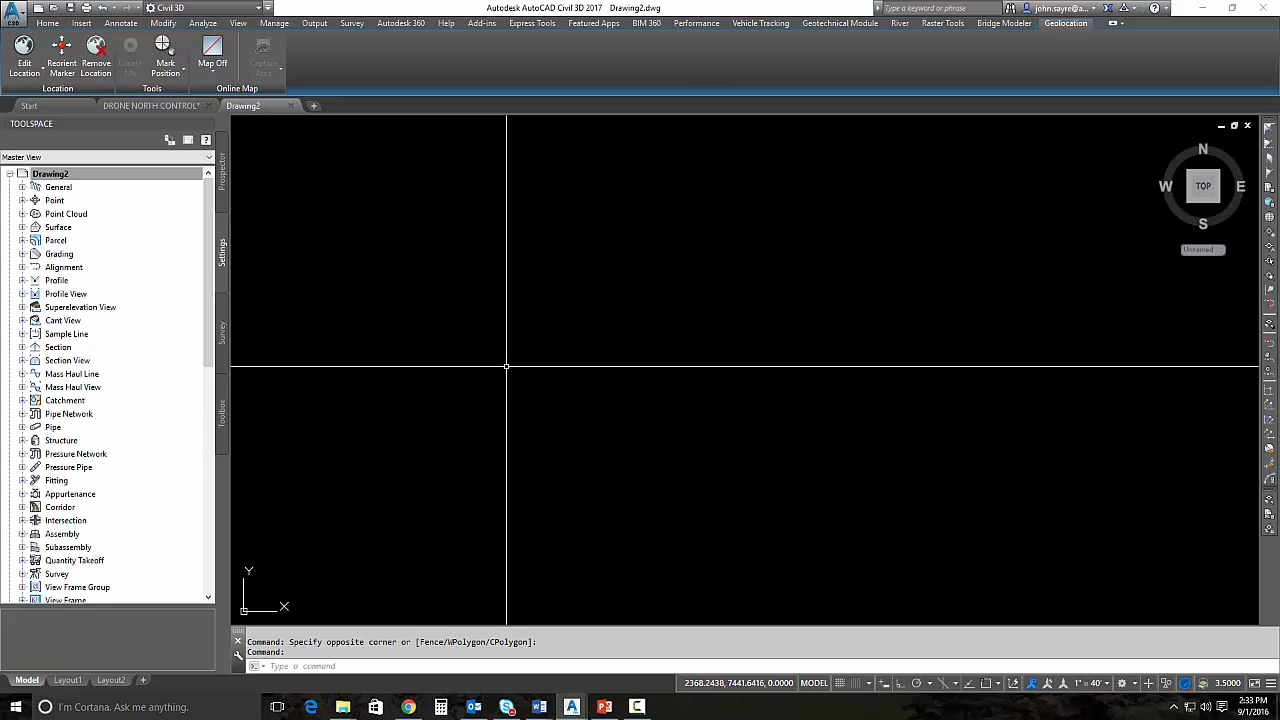 Autodesk AutoCAD Civil 3D 2017 Drawing2.dwg
Civil 3D
Type a keyword or phrase
john.sayre@a...
Home Insert Annotate Modify Analyze View Manage Output Survey Autodesk 360 Help Add-ins Express Tools Featured Apps BIM 360 Performance Vehicle Tracking Geotechnical Module River Raster Tools Bridge Modeler Geolocation
Edit Location
Reorient Marker
Remove Location
Locate Me
Mark Position
Map Off
Capture Area
Location Tools Online Map
Start DRONE NORTH CONTROL* Drawing2
TOOLSPACE
Master View
Drawing2
General
Point
Point Cloud
Surface
Parcel
Grading
Alignment
Profile
Profile View
Superelevation View
Cant View
Sample Line
Section
Section View
Mass Haul Line
Mass Haul View
Catchment
Pipe Network
Pipe
Structure
Pressure Network
Pressure Pipe
Fitting
Appurtenance
Corridor
Intersection
Assembly
Subassembly
Quantity Takeoff
Survey
View Frame Group
View Frame
Prospector
Settings
Survey
Toolbox
N
W TOP E
S
Unnamed
Y
X
Command: Specify opposite corner or [Fence/WPolygon/CPolygon]:
Command:
Type a command
Model Layout1 Layout2
2368.2438, 7441.6416, 0.0000 MODEL 1" = 40' 3.5000
I'm Cortana. Ask me anything.
2:33 PM
9/1/2016